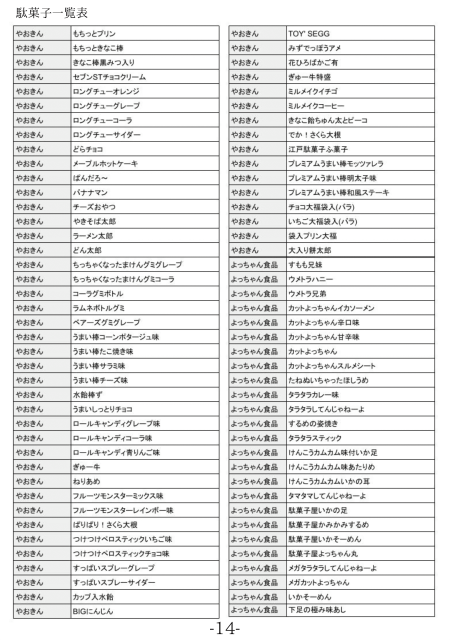 駄菓子一覧表
やおきん もちっとプリン
やおきん もちっときなこ棒
やおきん きなこ棒黒みつ入り
やおきん セブンSTチョコクリーム
やおきん ロングチューオレンジ
やおきん ロングチューグレープ
やおきん ロングチューコーラ
やおきん ロングチューサイダー
やおきん どらチョコ
やおきん メープルホットケーキ
やおきん ぱんだろ～
やおきん バナナマン
やおきん チーズおやつ
やおきん やきそば太郎
やおきん ラーメン太郎
やおきん どん太郎
やおきん ちっちゃくなったまけんグミグレープ
やおきん ちっちゃくなったまけんグミコーラ
やおきん コーラグミボトル
やおきん ラムネボトルグミ
やおきん ベアーズグミグレープ
やおきん うまい棒コーンポタージュ味
やおきん うまい棒たこ焼き味
やおきん うまい棒サラミ味
やおきん うまい棒チーズ味
やおきん 水飴棒ず
やおきん うまいしっとりチョコ
やおきん ロールキャンディグレープ味
やおきん ロールキャンディコーラ味
やおきん ロールキャンディ青りんご味
やおきん ぎゅー牛
やおきん ねりあめ
やおきん フルーツモンスターミックス味
やおきん フルーツモンスターレインボー味
やおきん ぱりぱり！さくら大根
やおきん つけつけペロスティックいちご味
やおきん つけつけペロスティックチョコ味
やおきん すっぱいスプレーグレープ
やおきん すっぱいスプレーサイダー
やおきん カップ入水飴
やおきん BIGにんじん
やおきん TOY' SEGG
やおきん みずでっぽうアメ
やおきん 花ひろばかご有
やおきん ぎゅー牛特盛
やおきん ミルメイクイチゴ
やおきん ミルメイクコーヒー
やおきん きなこ飴ちゅん太とピーコ
やおきん でか！さくら大根
やおきん 江戸駄菓子ふ菓子
やおきん プレミアムうまい棒モッツァレラ
やおきん プレミアムうまい棒明太子味
やおきん プレミアムうまい棒和風ステーキ
やおきん チョコ大福袋入(バラ)
やおきん いちご大福袋入(バラ)
やおきん 袋入プリン大福
やおきん 大入り餅太郎
よっちゃん食品 すもも兄妹
よっちゃん食品 ウメトラハニー
よっちゃん食品 ウメトラ兄弟
よっちゃん食品 カットよっちゃんイカソーメン
よっちゃん食品 カットよっちゃん辛口味
よっちゃん食品 カットよっちゃん甘辛味
よっちゃん食品 カットよっちゃん
よっちゃん食品 カットよっちゃんスルメシート
よっちゃん食品 たねぬいちゃったほしうめ
よっちゃん食品 タラタラカレー味
よっちゃん食品 タラタラしてんじゃねーよ
よっちゃん食品 するめの姿焼き
よっちゃん食品 タラタラスティック
よっちゃん食品 けんこうカムカム味付いか足
よっちゃん食品 けんこうカムカム味あたりめ
よっちゃん食品 けんこうカムカムいかの耳
よっちゃん食品 タマタマしてんじゃねーよ
よっちゃん食品 駄菓子屋いかの足
よっちゃん食品 駄菓子屋かみかみするめ
よっちゃん食品 駄菓子屋いかそーめん
よっちゃん食品 駄菓子屋よっちゃん丸
よっちゃん食品 メガタラタラしてんじゃねーよ
よっちゃん食品 メガカットよっちゃん
よっちゃん食品 いかそーめん
よっちゃん食品 下足の極み味あし
-14-